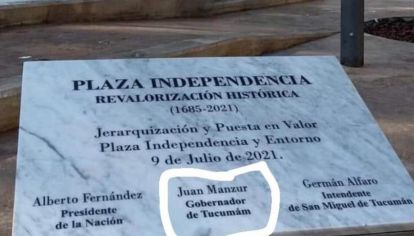 PLAZA INDEPENDENCIA
REVALORIZACIÓN HISTÓRICA
(1685-2021)
Jerarquización y Puesta en Valor
Plaza Independencia y Entorno
9 de Julio de 2021.
Alberto Fernández
Presidente
de la Nación
Juan Manzur
Gobernador
de Tucumám
Germán Alfaro
Intendente
de San Miguel de Tucumán